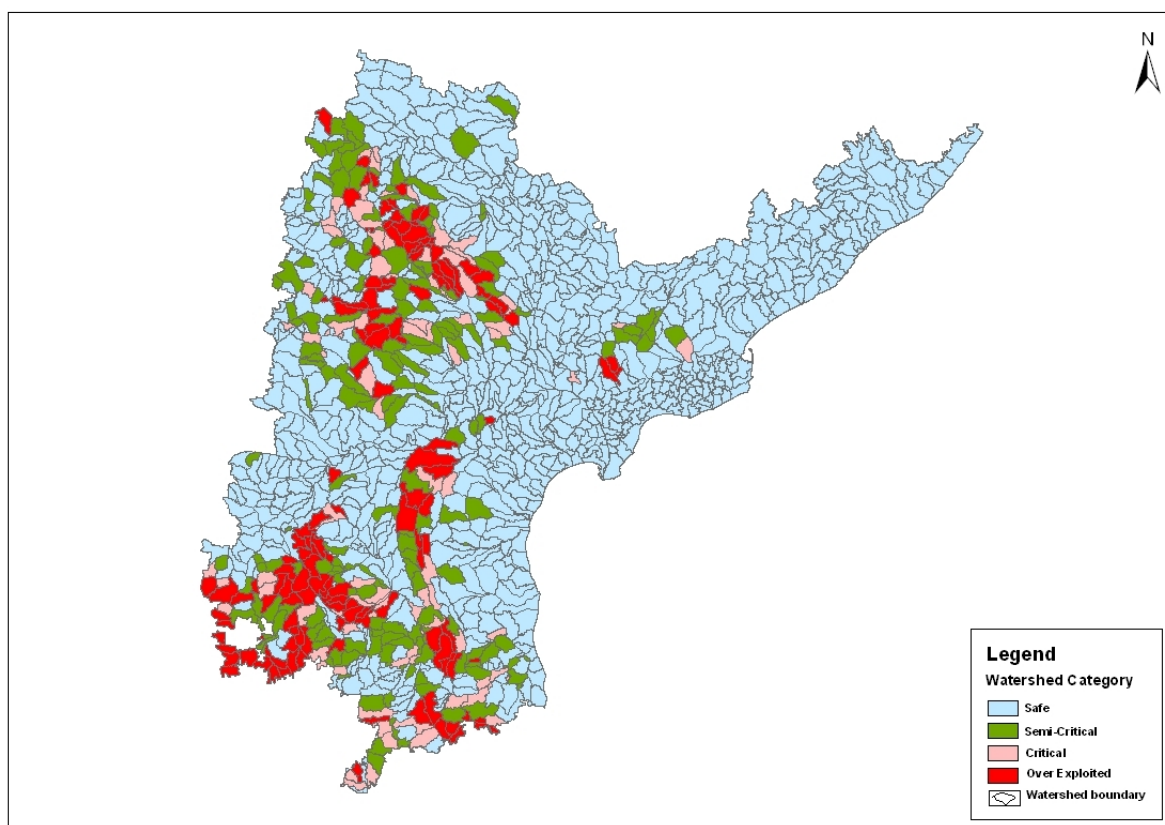 N
Legend
Watershed Category
Safe
Semi-Critical
Critical
Over Exploited
Watershed boundary